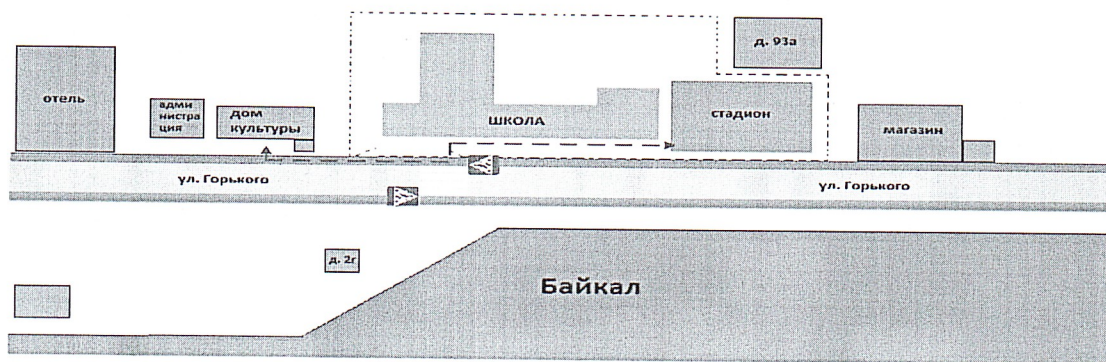 д. 93а
отель
адми
нистра
ция
дом
культуры
ШКОЛА
стадион
магазин
ул. Горького
ул. Горького
д. 2г
Байкал